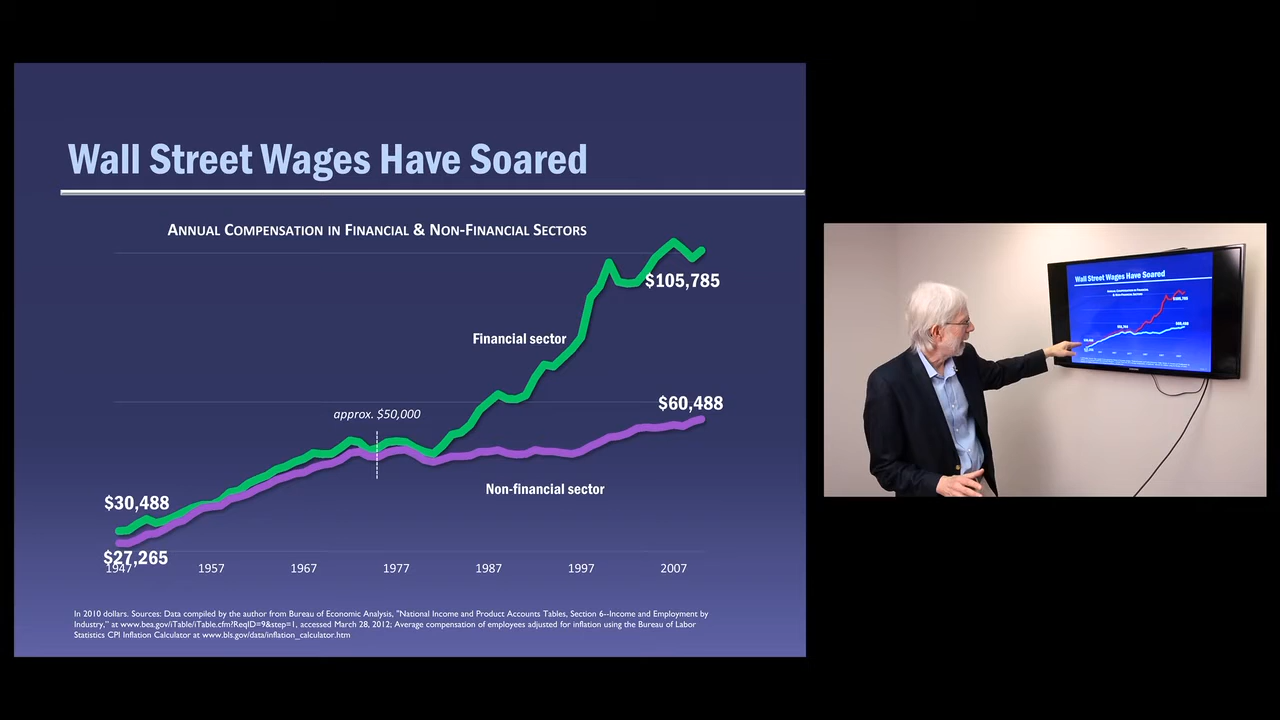 Wall Street Wages Have Soared
ANNUAL COMPENSATION IN FINANCIAL & NON-FINANCIAL SECTORS
$105,785
Financial sector
$60,488
approx. $50,000
Non-financial sector
$30,488
$27,265
1947 1957 1967 1977 1987 1997 2007
In 2010 dollars. Sources: Data compiled by the author from Bureau of Economic Analysis, "National Income and Product Accounts Tables, Section 6--Income and Employment by
Industry," at www.bea.gov/iTable/iTable.cfm?ReqID=9&step=1, accessed March 28, 2012; Average compensation of employees adjusted for inflation using the Bureau of Labor
Statistics CPI Inflation Calculator at www.bls.gov/data/inflation_calculator.htm
Wall Street Wages Have Soared